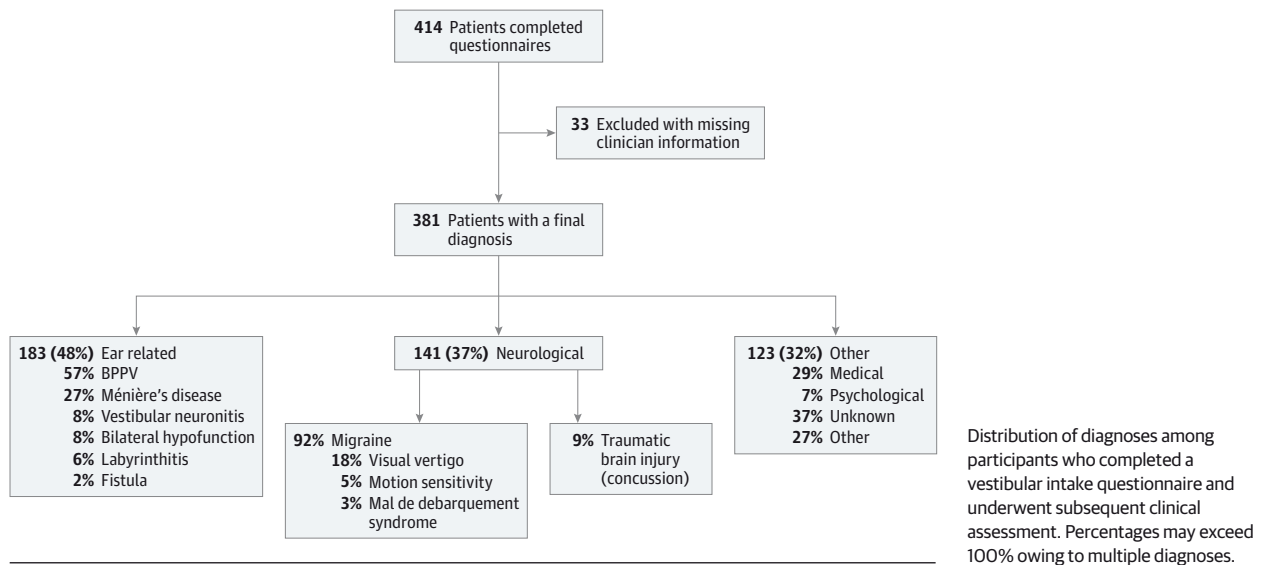 414 Patients completed
questionnaires
33 Excluded with missing
clinician information
381 Patients with a final
diagnosis
183 (48%) Ear related
57% BPPV
27% Ménière's disease
8% Vestibular neuronitis
8% Bilateral hypofunction
6% Labyrinthitis
2% Fistula
141 (37%) Neurological
92% Migraine
18% Visual vertigo
5% Motion sensitivity
3% Mal de debarquement
syndrome
9% Traumatic
brain injury
(concussion)
123 (32%) Other
29% Medical
7% Psychological
37% Unknown
27% Other
Distribution of diagnoses among
participants who completed a
vestibular intake questionnaire and
underwent subsequent clinical
assessment. Percentages may exceed
100% owing to multiple diagnoses.